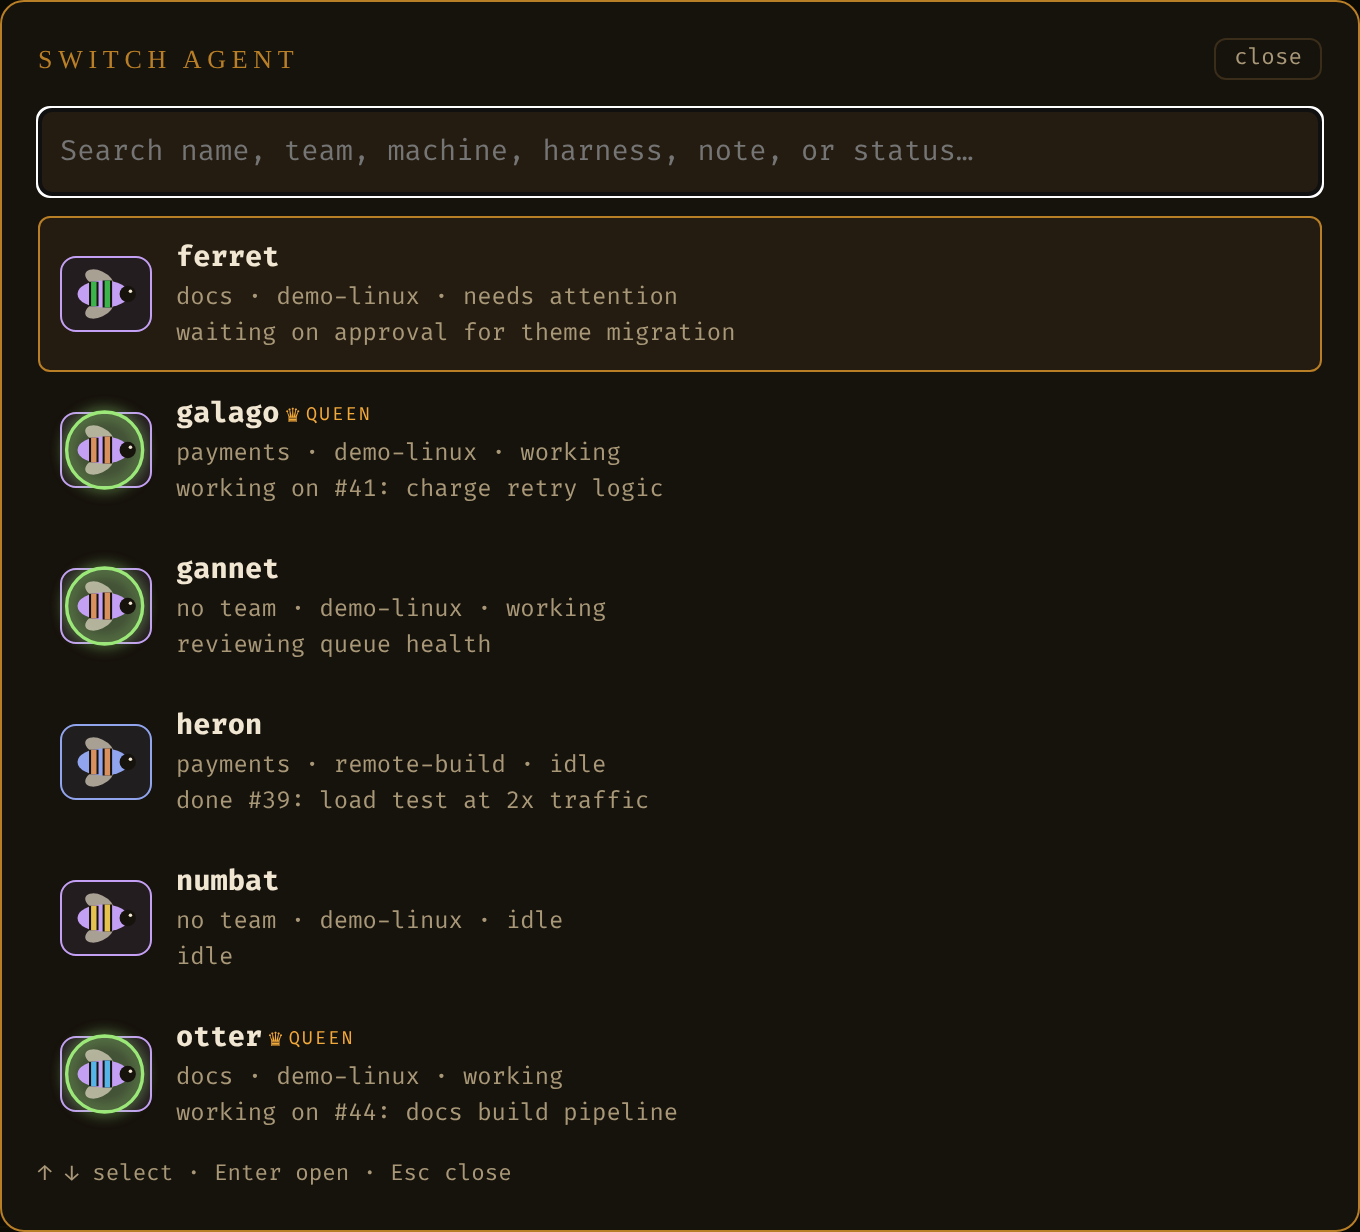 SWITCH AGENT
close
Search name, team, machine, harness, note, or status…
ferret
docs · demo-linux · needs attention
waiting on approval for theme migration
galago ♛ QUEEN
payments · demo-linux · working
working on #41: charge retry logic
gannet
no team · demo-linux · working
reviewing queue health
heron
payments · remote-build · idle
done #39: load test at 2x traffic
numbat
no team · demo-linux · idle
idle
otter ♛ QUEEN
docs · demo-linux · working
working on #44: docs build pipeline
↑ ↓ select · Enter open · Esc close